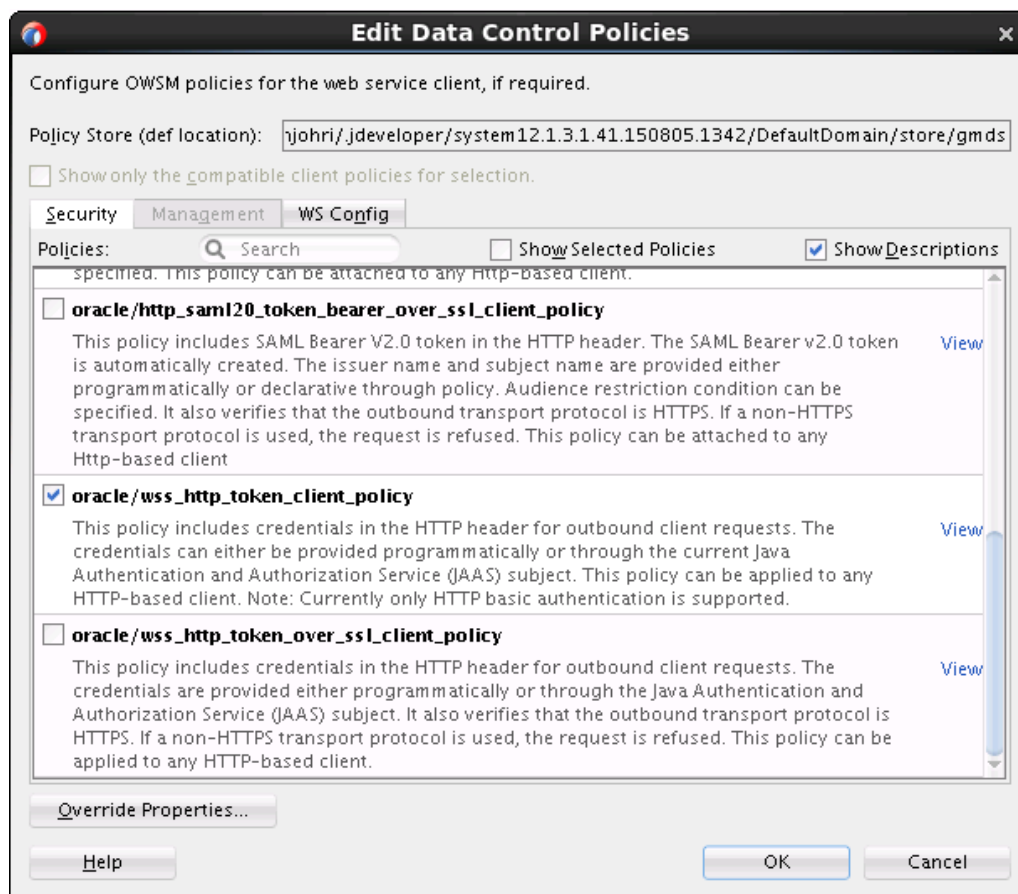 Edit Data Control Policies
Configure OWSM policies for the web service client, if required.
Policy Store (def location): njohri/.jdeveloper/system12.1.3.1.41.150805.1342/DefaultDomain/store/gmds
Show only the compatible client policies for selection.
Security Management WS Config
Policies: Search Show Selected Policies Show Descriptions
specified. This policy can be attached to any Http-based client.
oracle/http_saml20_token_bearer_over_ssl_client_policy
This policy includes SAML Bearer V2.0 token in the HTTP header. The SAML Bearer v2.0 token View
is automatically created. The issuer name and subject name are provided either
programmatically or declarative through policy. Audience restriction condition can be
specified. It also verifies that the outbound transport protocol is HTTPS. If a non-HTTPS
transport protocol is used, the request is refused. This policy can be attached to any
Http-based client
oracle/wss_http_token_client_policy
This policy includes credentials in the HTTP header for outbound client requests. The View
credentials can either be provided programmatically or through the current Java
Authentication and Authorization Service (JAAS) subject. This policy can be applied to any
HTTP-based client. Note: Currently only HTTP basic authentication is supported.
oracle/wss_http_token_over_ssl_client_policy
This policy includes credentials in the HTTP header for outbound client requests. The View
credentials are provided either programmatically or through the Java Authentication and
Authorization Service (JAAS) subject. It also verifies that the outbound transport protocol is
HTTPS. If a non-HTTPS transport protocol is used, the request is refused. This policy can be
applied to any HTTP-based client.
Override Properties...
Help OK Cancel